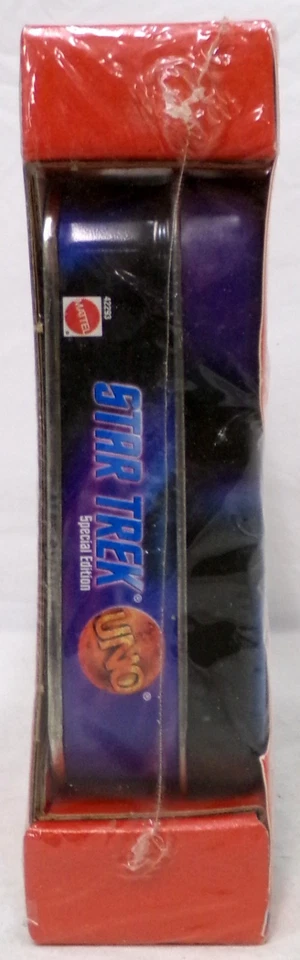 MATTEL
42293
STAR TREK®
Special Edition
UNO®